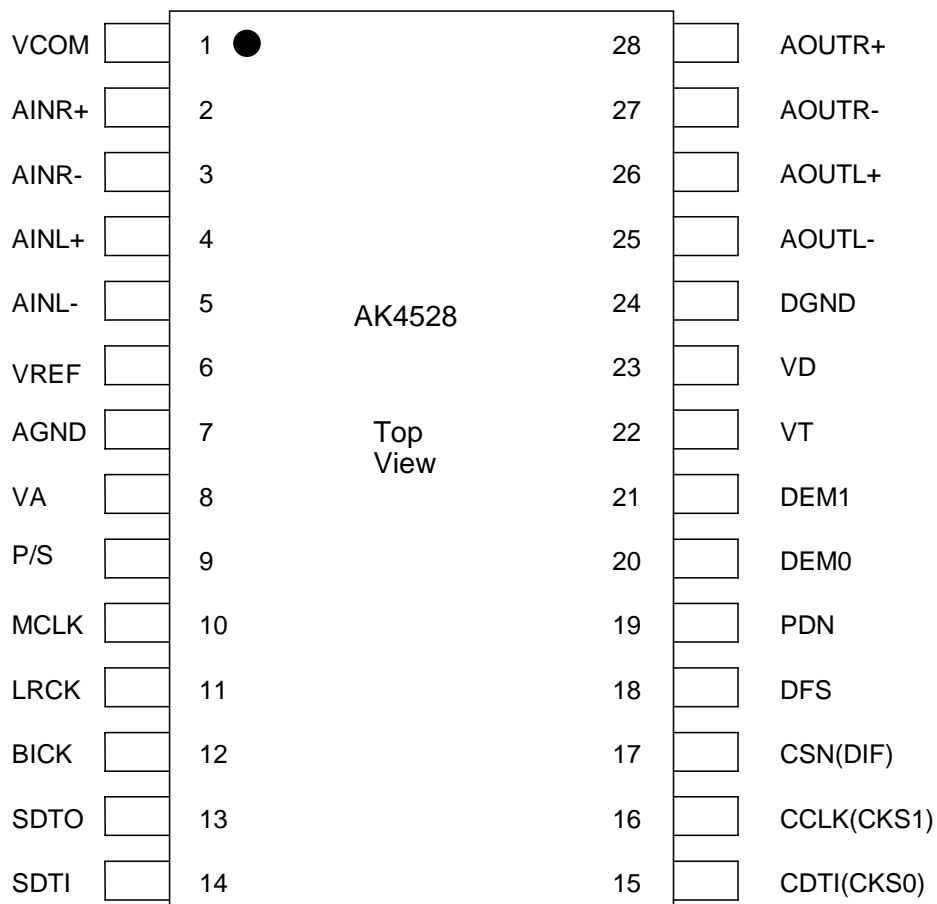 VCOM 1 28 AOUTR+
AINR+ 2 27 AOUTR-
AINR- 3 26 AOUTL+
AINL+ 4 25 AOUTL-
AINL- 5 24 DGND
AK4528
VREF 6 23 VD
AGND 7 Top 22 VT
View
VA 8 21 DEM1
P/S 9 20 DEM0
MCLK 10 19 PDN
LRCK 11 18 DFS
BICK 12 17 CSN(DIF)
SDTO 13 16 CCLK(CKS1)
SDTI 14 15 CDTI(CKS0)